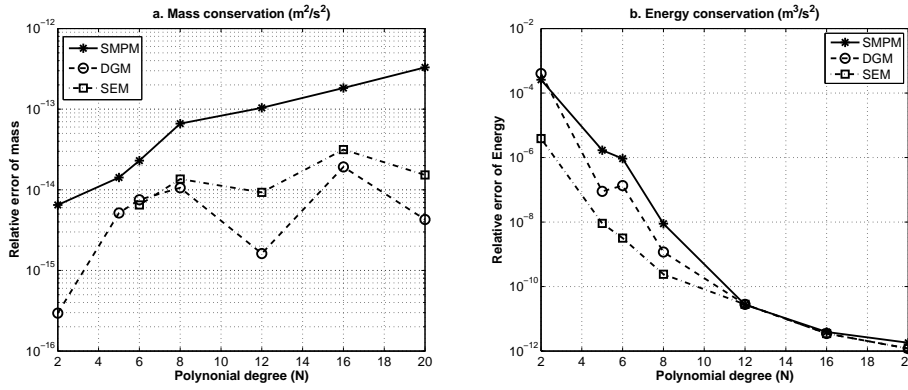 a. Mass conservation (m²/s²)
10⁻¹²
10⁻¹³
10⁻¹⁴
10⁻¹⁵
10⁻¹⁶
Relative error of mass
SMPM
DGM
SEM
2 4 6 8 10 12 14 16 18 20
Polynonial degree (N)
b. Energy conservation (m³/s²)
10⁻²
10⁻⁴
10⁻⁶
10⁻⁸
10⁻¹⁰
10⁻¹²
Relative error of Energy
SMPM
DGM
SEM
2 4 6 8 10 12 14 16 18 20
Polynomial degree (N)